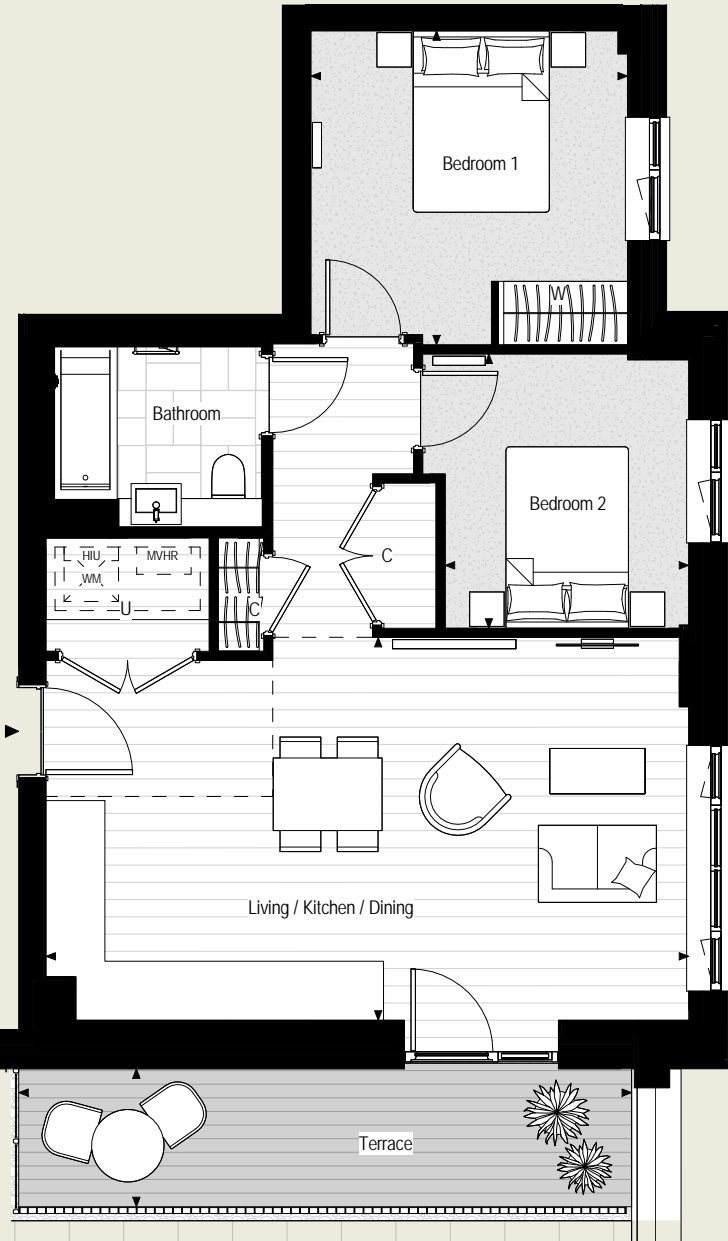 Bedroom 1
W
Bathroom
Bedroom 2
HIU
MVHR
WM
U
C
C
Living / Kitchen / Dining
Terrace